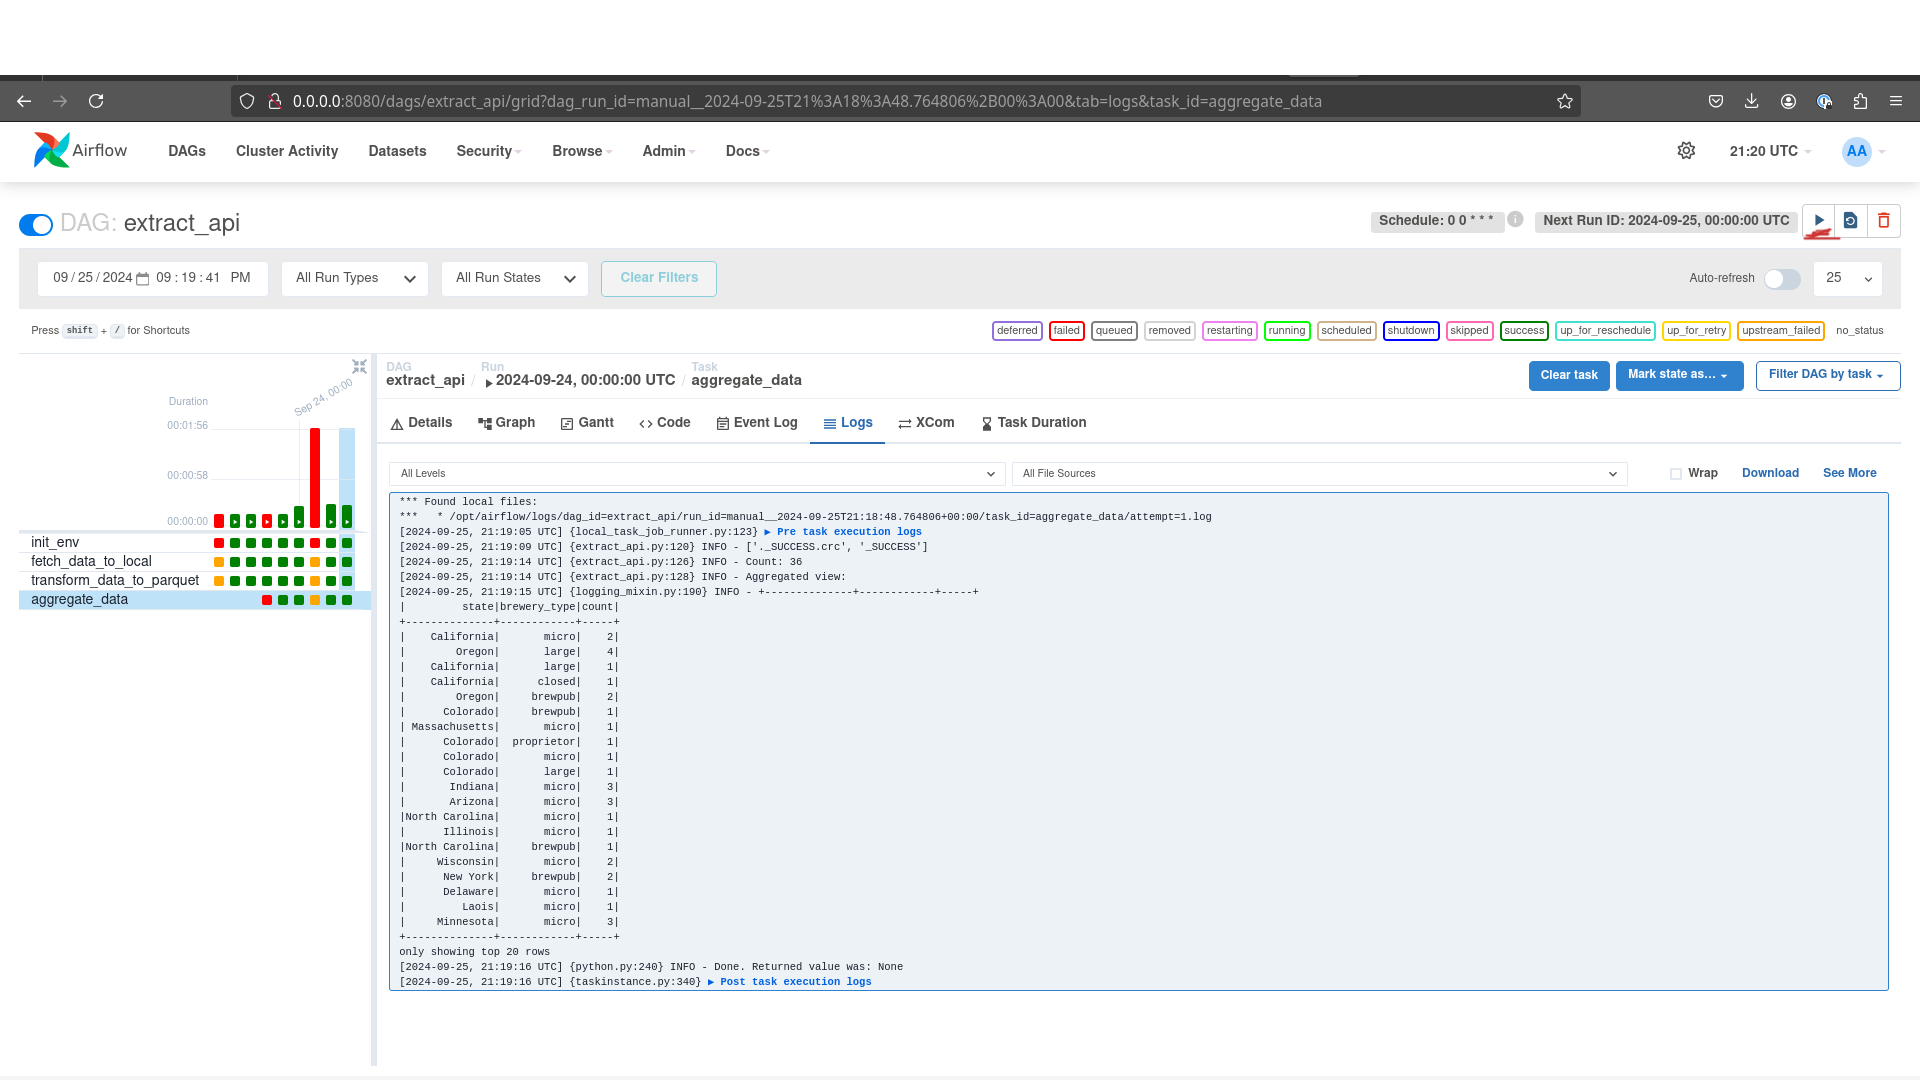 0.0.0.0:8080/dags/extract_api/grid?dag_run_id=manual__2024-09-25T21%3A18%3A48.764806%2B00%3A00&tab=logs&task_id=aggregate_data
Airflow DAGs Cluster Activity Datasets Security Browse Admin Docs 21:20 UTC AA
DAG: extract_api Schedule: 0 0 * * * i Next Run ID: 2024-09-25, 00:00:00 UTC
09/25/2024 09:19:41 PM All Run Types All Run States Clear Filters Auto-refresh 25
Press shift + / for Shortcuts deferred failed queued removed restarting running scheduled shutdown skipped success up_for_reschedule up_for_retry upstream_failed no_status
DAG Run Task
extract_api / 2024-09-24, 00:00:00 UTC / aggregate_data Clear task Mark state as... Filter DAG by task
Sep 24, 00:00
Duration
00:01:56
00:00:58
00:00:00
init_env
fetch_data_to_local
transform_data_to_parquet
aggregate_data
Details Graph Gantt Code Event Log Logs XCom Task Duration
All Levels All File Sources Wrap Download See More
*** Found local files:
***   * /opt/airflow/logs/dag_id=extract_api/run_id=manual__2024-09-25T21:18:48.764806+00:00/task_id=aggregate_data/attempt=1.log
[2024-09-25, 21:19:05 UTC] {local_task_job_runner.py:123} ▶ Pre task execution logs
[2024-09-25, 21:19:09 UTC] {extract_api.py:120} INFO - ['._SUCCESS.crc', '_SUCCESS']
[2024-09-25, 21:19:14 UTC] {extract_api.py:126} INFO - Count: 36
[2024-09-25, 21:19:14 UTC] {extract_api.py:128} INFO - Aggregated view:
[2024-09-25, 21:19:15 UTC] {logging_mixin.py:190} INFO - +--------------+------------+-----+
|         state|brewery_type|count|
+--------------+------------+-----+
|    California|       micro|    2|
|        Oregon|       large|    4|
|    California|       large|    1|
|    California|      closed|    1|
|        Oregon|     brewpub|    2|
|      Colorado|     brewpub|    1|
| Massachusetts|       micro|    1|
|      Colorado|  proprietor|    1|
|      Colorado|       micro|    1|
|      Colorado|       large|    1|
|       Indiana|       micro|    3|
|       Arizona|       micro|    3|
|North Carolina|       micro|    1|
|      Illinois|       micro|    1|
|North Carolina|     brewpub|    1|
|     Wisconsin|       micro|    2|
|      New York|     brewpub|    2|
|      Delaware|       micro|    1|
|         Laois|       micro|    1|
|     Minnesota|       micro|    3|
+--------------+------------+-----+
only showing top 20 rows
[2024-09-25, 21:19:16 UTC] {python.py:240} INFO - Done. Returned value was: None
[2024-09-25, 21:19:16 UTC] {taskinstance.py:340} ▶ Post task execution logs